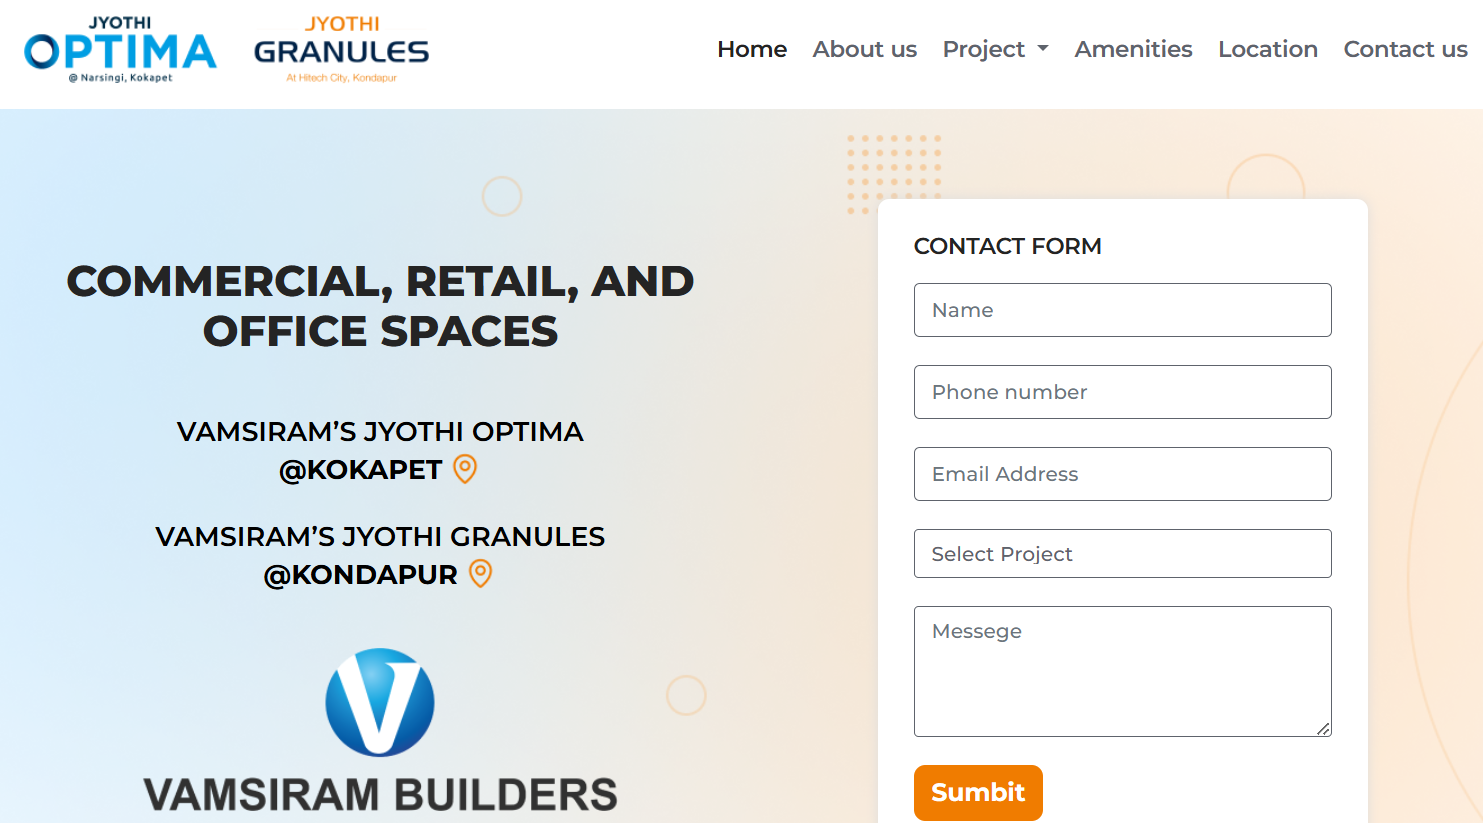 JYOTHI
OPTIMA
@ Narsingi, Kokapet
JYOTHI
GRANULES
At Hitech City, Kondapur
Home About us Project Amenities Location Contact us
COMMERCIAL, RETAIL, AND
OFFICE SPACES
VAMSIRAM’S JYOTHI OPTIMA
@KOKAPET
VAMSIRAM’S JYOTHI GRANULES
@KONDAPUR
V
VAMSIRAM BUILDERS
CONTACT FORM
Name
Phone number
Email Address
Select Project
Messege
Sumbit